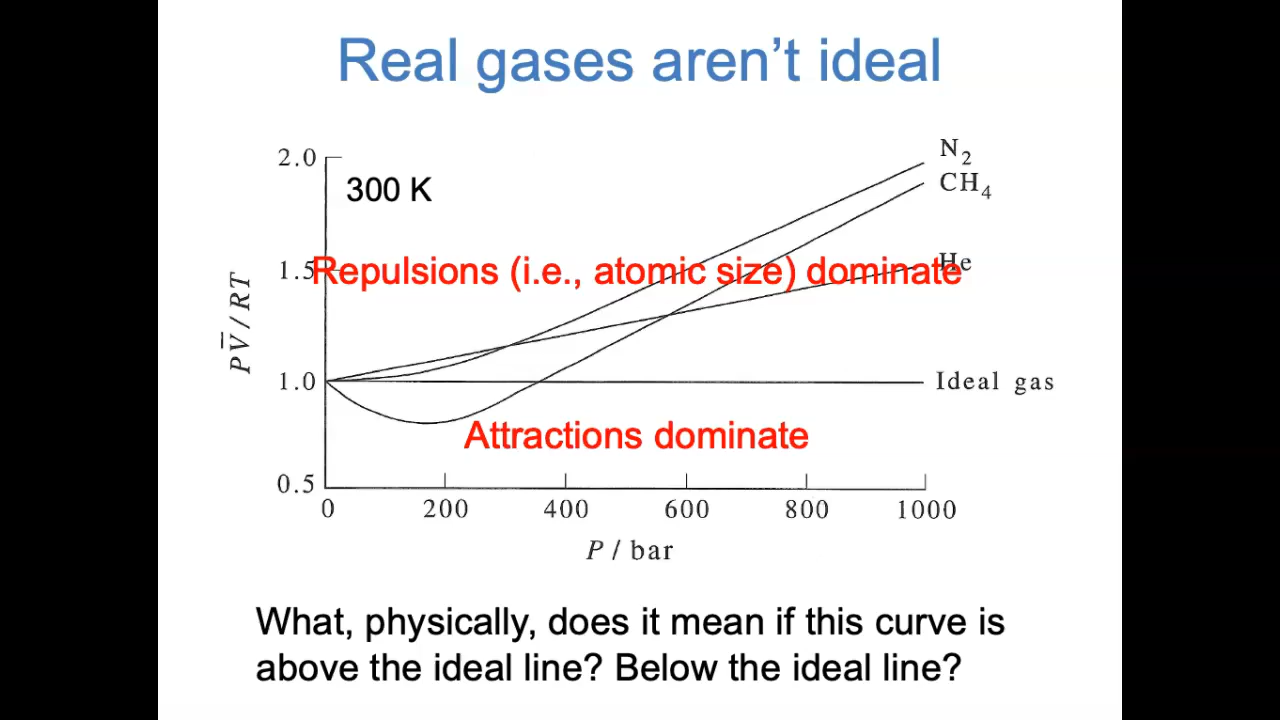 Real gases aren't ideal
2.0
300 K
N₂
CH₄
1.5
Repulsions (i.e., atomic size) dominate
He
PV̅/RT
1.0
Ideal gas
Attractions dominate
0.5
0 200 400 600 800 1000
P / bar
What, physically, does it mean if this curve is
above the ideal line? Below the ideal line?